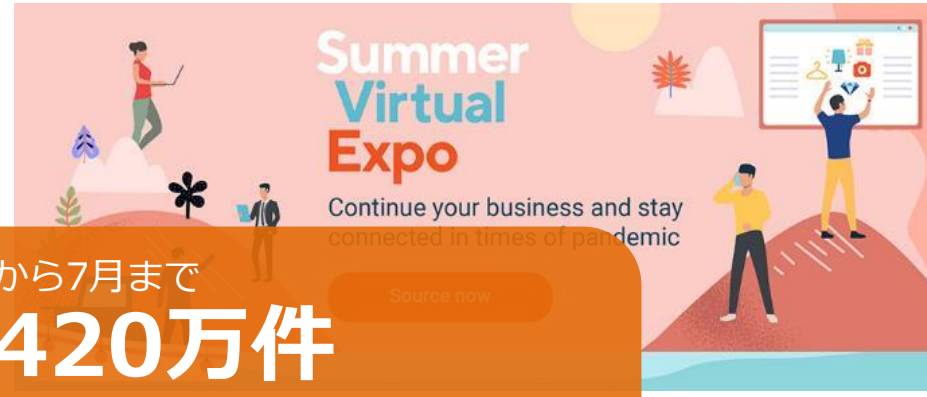 Summer
Virtual
Expo
Continue your business and stay
connected in times of pandemic
Source now
から7月まで
420万件